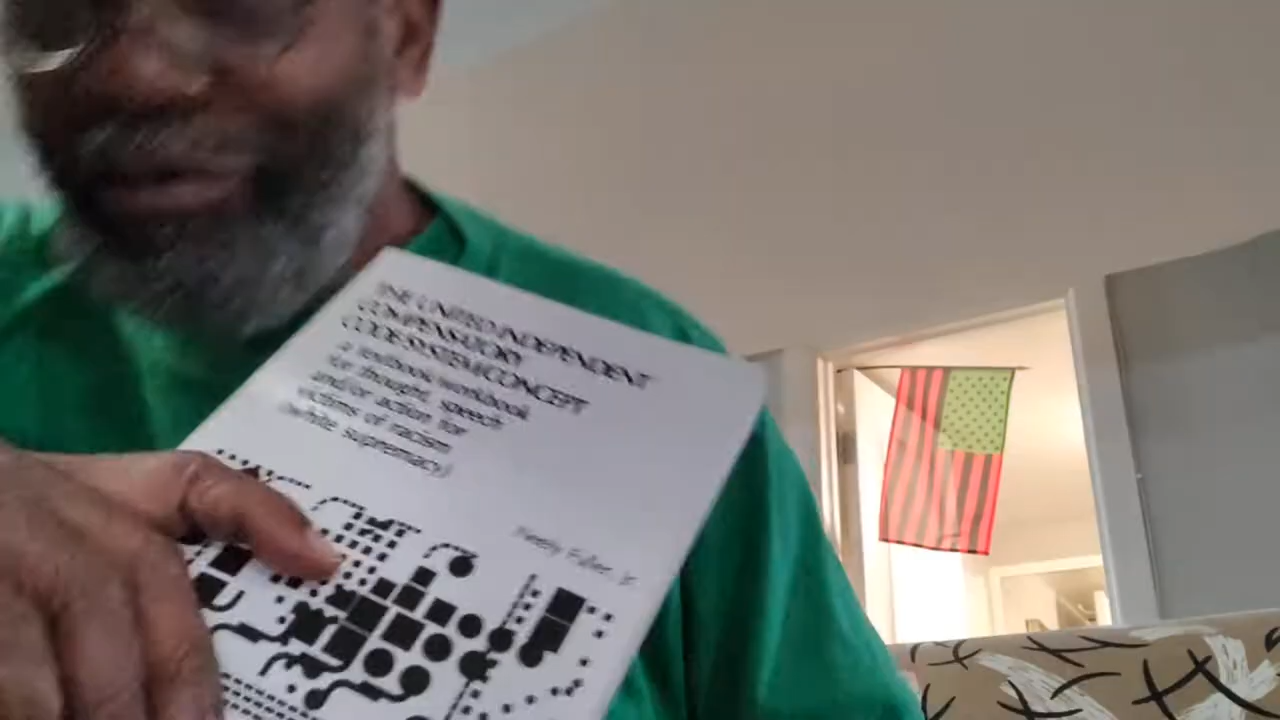 THE UNITED INDEPENDENT
COMPENSATORY
CODE/SYSTEM/CONCEPT
a textbook/workbook
for thought, speech
and/or action for
victims of racism
(white supremacy)
Neely Fuller, Jr.